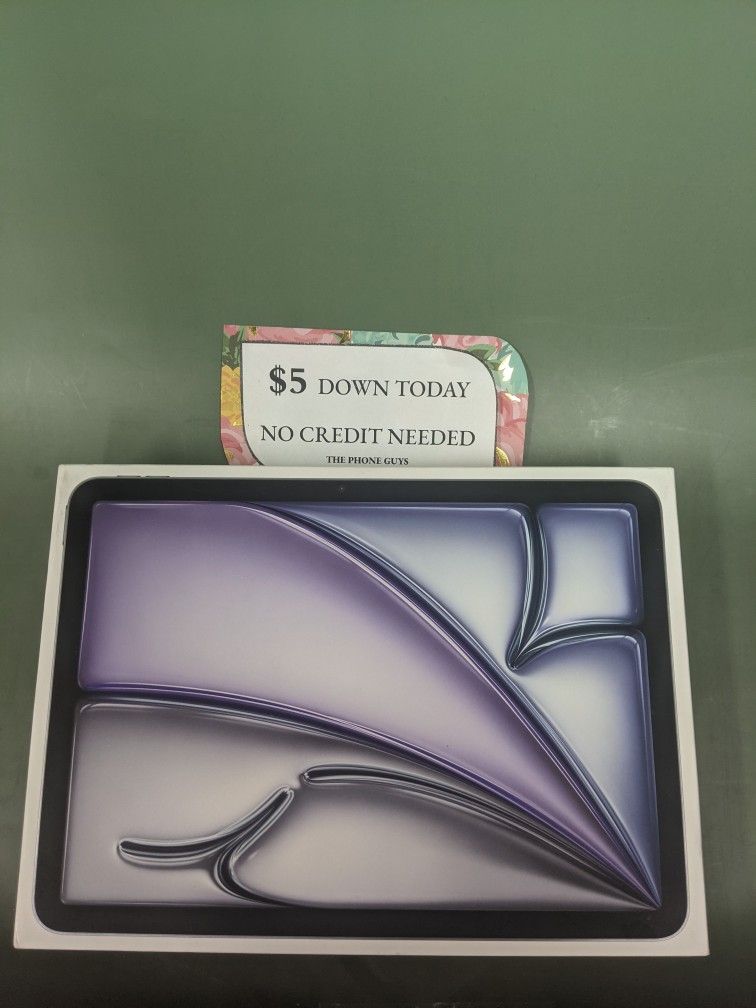 $5 DOWN TODAY
NO CREDIT NEEDED
THE PHONE GUYS